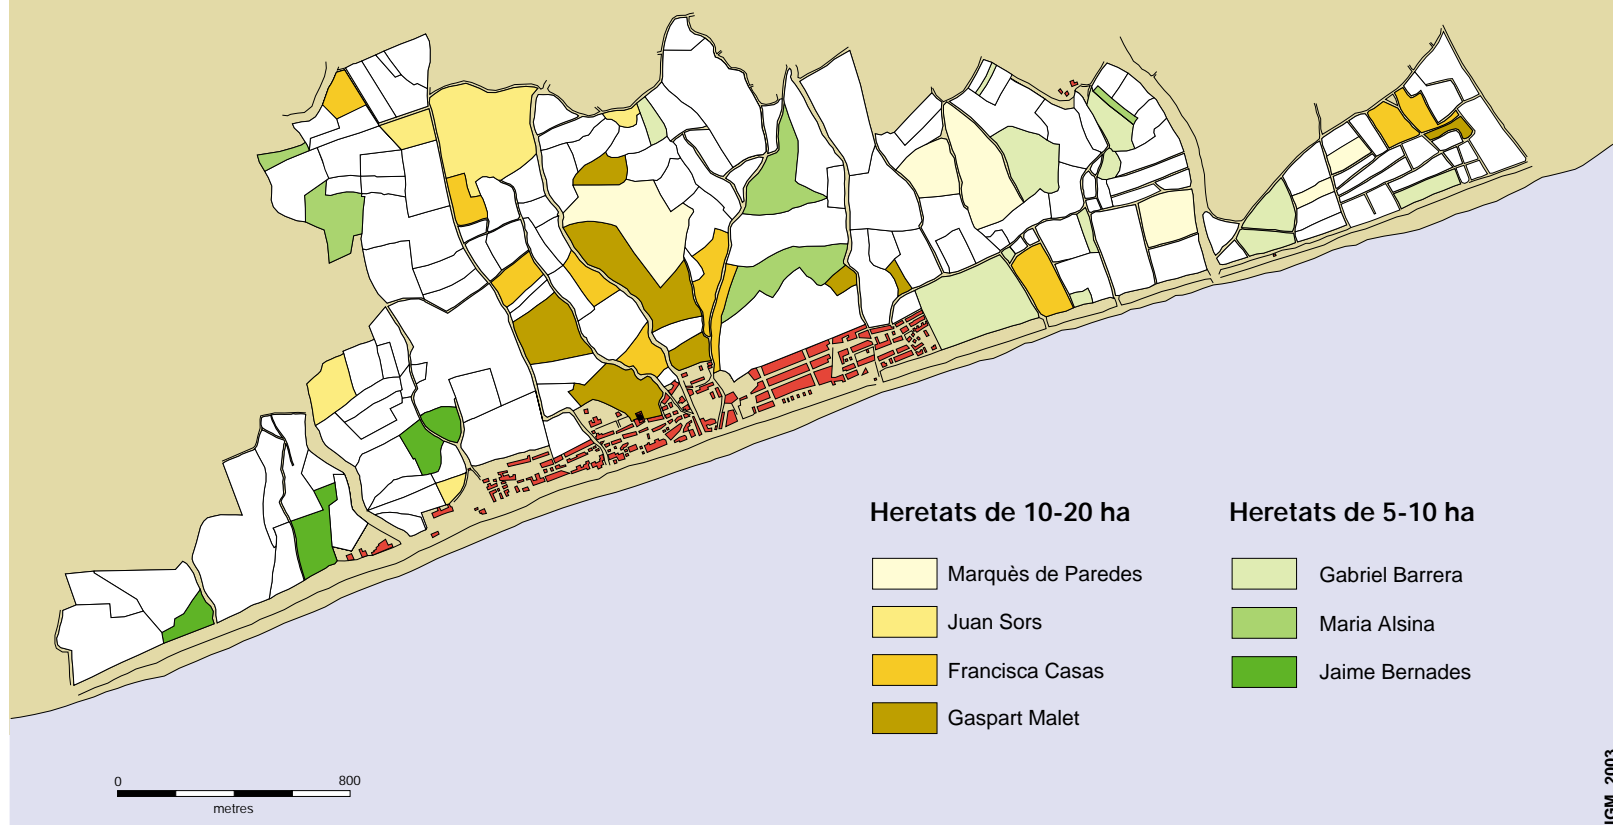 Heretats de 10-20 ha
Marquès de Paredes
Juan Sors
Francisca Casas
Gaspart Malet
Heretats de 5-10 ha
Gabriel Barrera
Maria Alsina
Jaime Bernades
0 800
metres
IGM, 2003